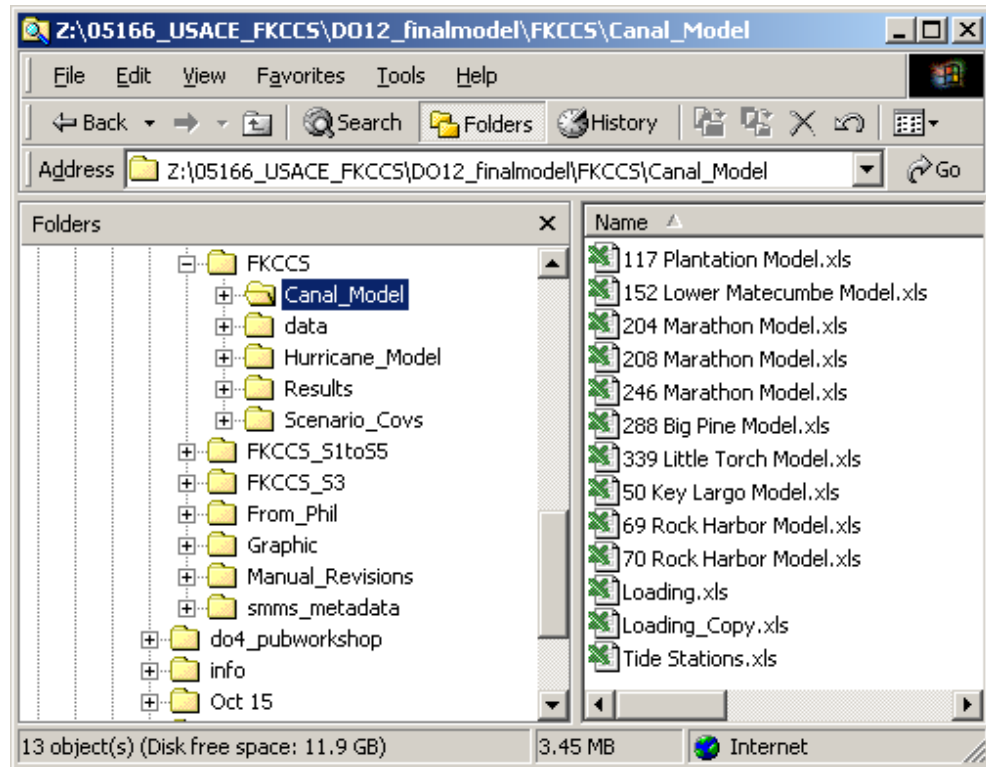 Z:\05166_USACE_FKCCS\DO12_finalmodel\FKCCS\Canal_Model
File Edit View Favorites Tools Help
Back Search Folders History
Address Z:\05166_USACE_FKCCS\DO12_finalmodel\FKCCS\Canal_Model Go
Folders
FKCCS
Canal_Model
data
Hurricane_Model
Results
Scenario_Covs
FKCCS_S1toS5
FKCCS_S3
From_Phil
Graphic
Manual_Revisions
smms_metadata
do4_pubworkshop
info
Oct 15
Name
117 Plantation Model.xls
152 Lower Matecumbe Model.xls
204 Marathon Model.xls
208 Marathon Model.xls
246 Marathon Model.xls
288 Big Pine Model.xls
339 Little Torch Model.xls
50 Key Largo Model.xls
69 Rock Harbor Model.xls
70 Rock Harbor Model.xls
Loading.xls
Loading_Copy.xls
Tide Stations.xls
13 object(s) (Disk free space: 11.9 GB) 3.45 MB Internet